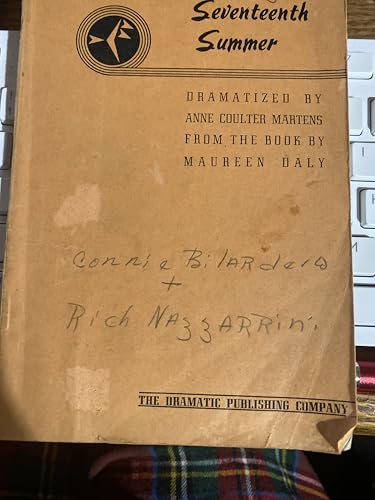 Seventeenth
Summer
DRAMATIZED BY
ANNE COULTER MARTENS
FROM THE BOOK BY
MAUREEN DALY
Connie
+
Rich NAzzARRini
THE DRAMATIC PUBLISHING COMPANY